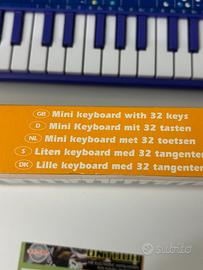 GB Mini keyboard with 32 keys
D Mini Keyboard mit 32 tasten
NL Mini keyboard met 32 toetsen
S Liten keyboard med 32 tangenter
DK Lille keyboard med 32 tangenter
subito